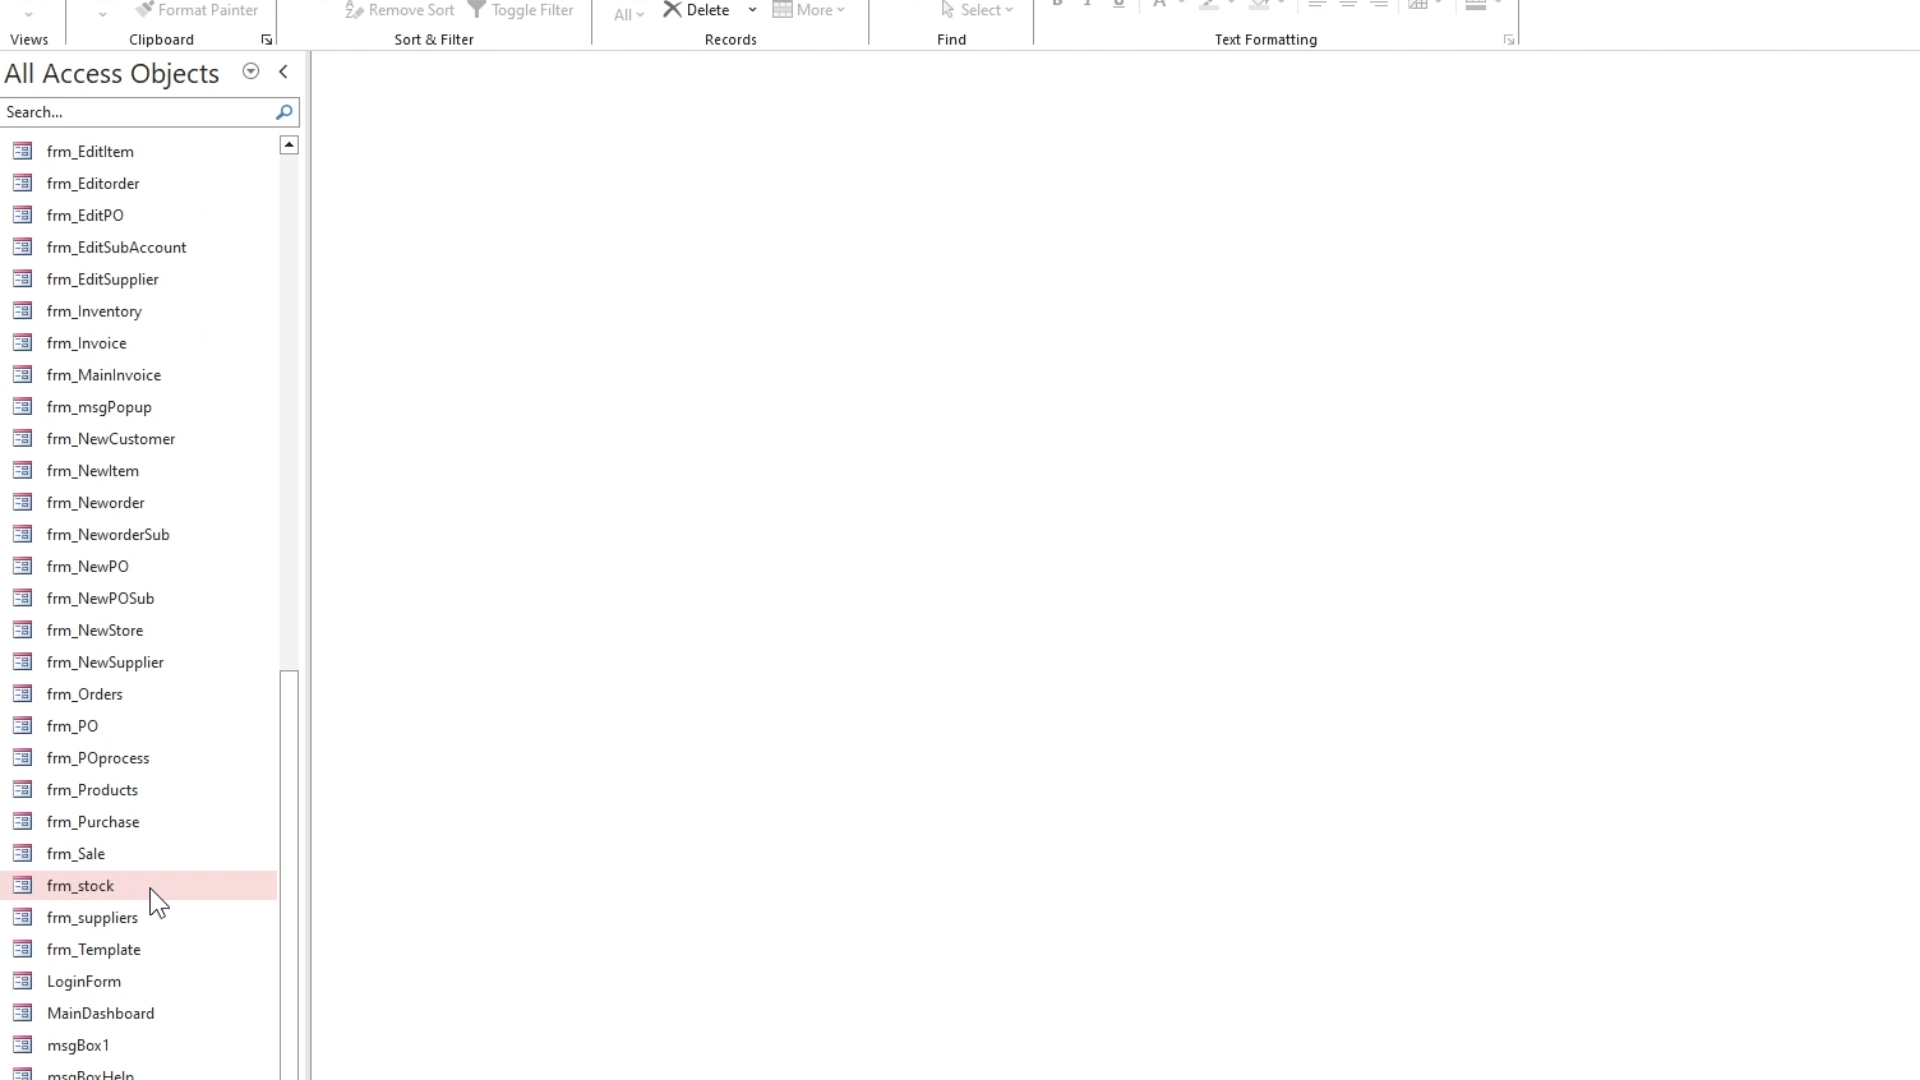 Format Painter
Remove Sort
Toggle Filter
All
Delete
More
Select
B I U A
Views
Clipboard
Sort & Filter
Records
Find
Text Formatting
All Access Objects
Search...
frm_EditItem
frm_Editorder
frm_EditPO
frm_EditSubAccount
frm_EditSupplier
frm_Inventory
frm_Invoice
frm_MainInvoice
frm_msgPopup
frm_NewCustomer
frm_NewItem
frm_Neworder
frm_NeworderSub
frm_NewPO
frm_NewPOSub
frm_NewStore
frm_NewSupplier
frm_Orders
frm_PO
frm_POprocess
frm_Products
frm_Purchase
frm_Sale
frm_stock
frm_suppliers
frm_Template
LoginForm
MainDashboard
msgBox1
msgBoxHelp